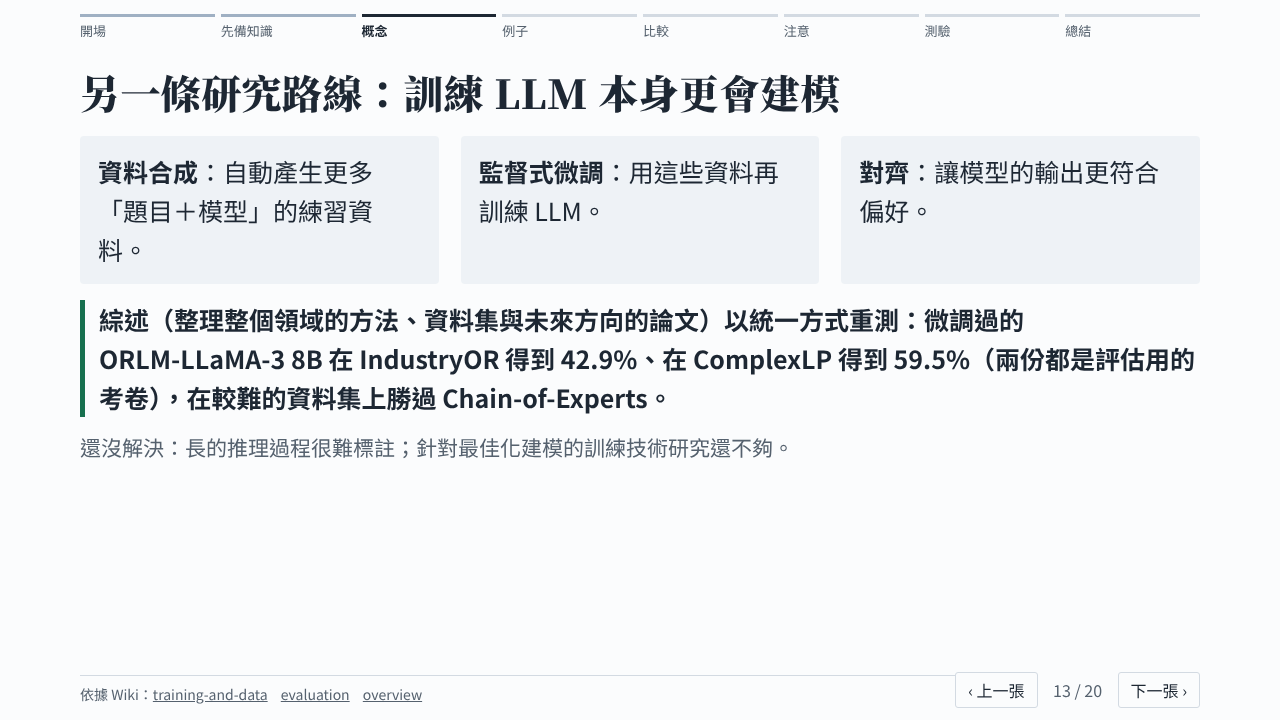 開場
先備知識
概念
例子
比較
注意
測驗
總結
另一條研究路線：訓練 LLM 本身更會建模
資料合成：自動產生更多
「題目＋模型」的練習資
料。
監督式微調：用這些資料再
訓練 LLM。
對齊：讓模型的輸出更符合
偏好。
綜述（整理整個領域的方法、資料集與未來方向的論文）以統一方式重測：微調過的
ORLM-LLaMA-3 8B 在 IndustryOR 得到 42.9%、在 ComplexLP 得到 59.5%（兩份都是評估用的
考卷），在較難的資料集上勝過 Chain-of-Experts。
還沒解決：長的推理過程很難標註；針對最佳化建模的訓練技術研究還不夠。
依據 Wiki：training-and-data evaluation overview
‹ 上一張
13 / 20
下一張 ›